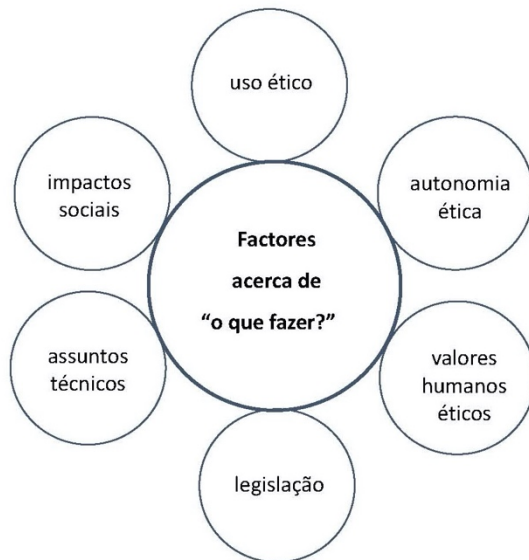 uso ético
impactos
sociais
autonomia
ética
Factores
acerca de
“o que fazer?”
assuntos
técnicos
valores
humanos
éticos
legislação